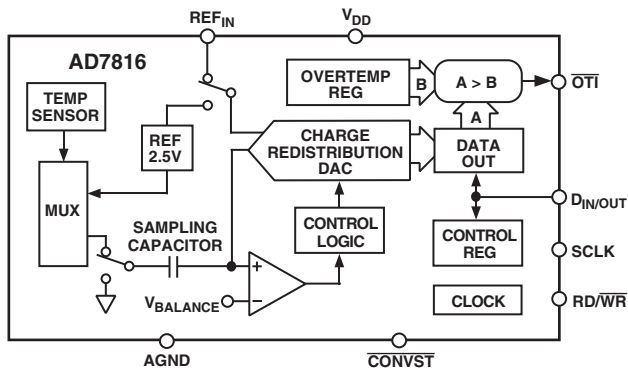 REFIN
VDD
AD7816
TEMP
SENSOR
OVERTEMP
REG
B
A > B
OTI
A
REF
2.5V
CHARGE
REDISTRIBUTION
DAC
DATA
OUT
MUX
DIN/OUT
SAMPLING
CAPACITOR
CONTROL
LOGIC
CONTROL
REG
SCLK
+
VBALANCE
−
CLOCK
RD/WR
AGND
CONVST